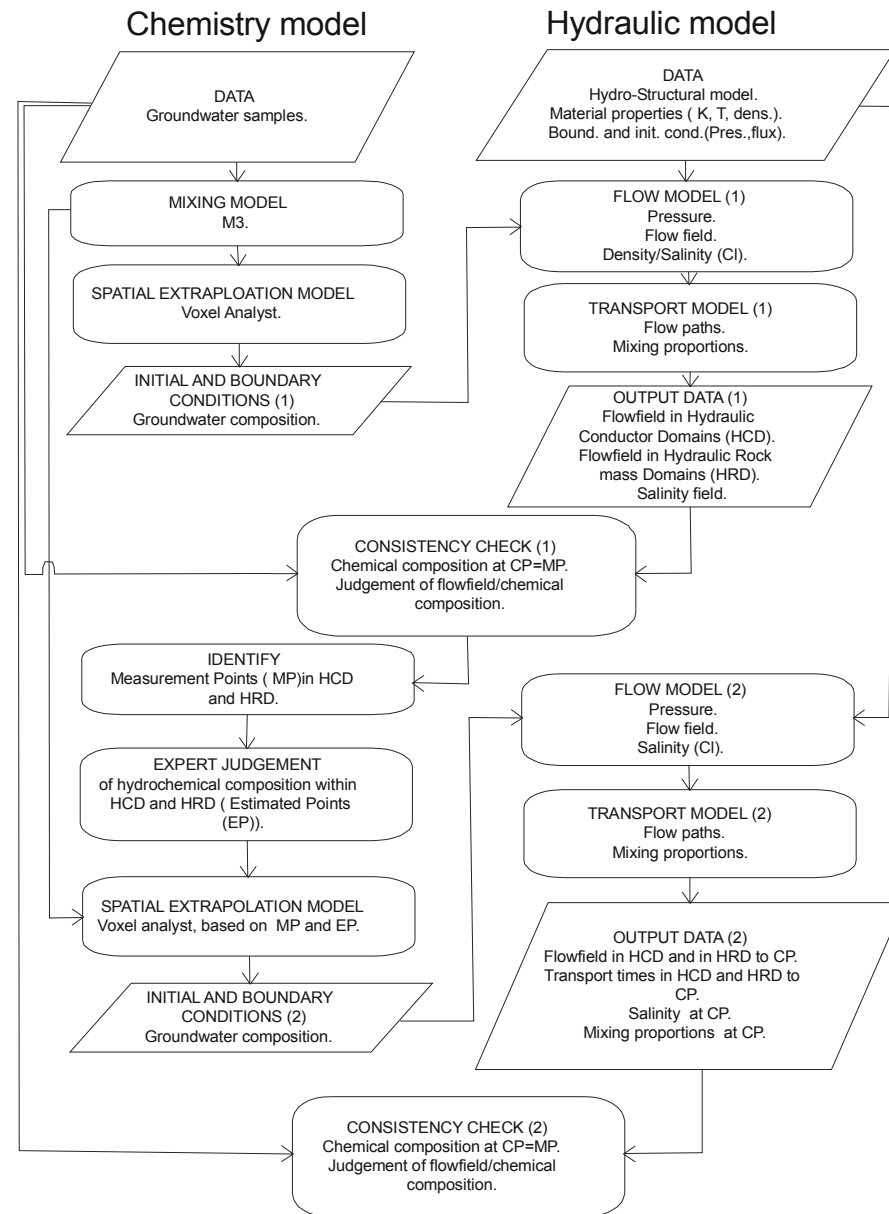 Chemistry model
Hydraulic model
DATA
Groundwater samples.
MIXING MODEL
M3.
SPATIAL EXTRAPLOATION MODEL
Voxel Analyst.
INITIAL AND BOUNDARY
CONDITIONS (1)
Groundwater composition.
DATA
Hydro-Structural model.
Material properties ( K, T, dens.).
Bound. and init. cond.(Pres.,flux).
FLOW MODEL (1)
Pressure.
Flow field.
Density/Salinity (Cl).
TRANSPORT MODEL (1)
Flow paths.
Mixing proportions.
OUTPUT DATA (1)
Flowfield in Hydraulic
Conductor Domains (HCD).
Flowfield in Hydraulic Rock
mass Domains (HRD).
Salinity field.
CONSISTENCY CHECK (1)
Chemical composition at CP=MP.
Judgement of flowfield/chemical
composition.
IDENTIFY
Measurement Points ( MP)in HCD
and HRD.
EXPERT JUDGEMENT
of hydrochemical composition within
HCD and HRD ( Estimated Points
(EP)).
SPATIAL EXTRAPOLATION MODEL
Voxel analyst, based on MP and EP.
INITIAL AND BOUNDARY
CONDITIONS (2)
Groundwater composition.
FLOW MODEL (2)
Pressure.
Flow field.
Salinity (Cl).
TRANSPORT MODEL (2)
Flow paths.
Mixing proportions.
OUTPUT DATA (2)
Flowfield in HCD and in HRD to CP.
Transport times in HCD and HRD to
CP.
Salinity at CP.
Mixing proportions at CP.
CONSISTENCY CHECK (2)
Chemical composition at CP=MP.
Judgement of flowfield/chemical
composition.